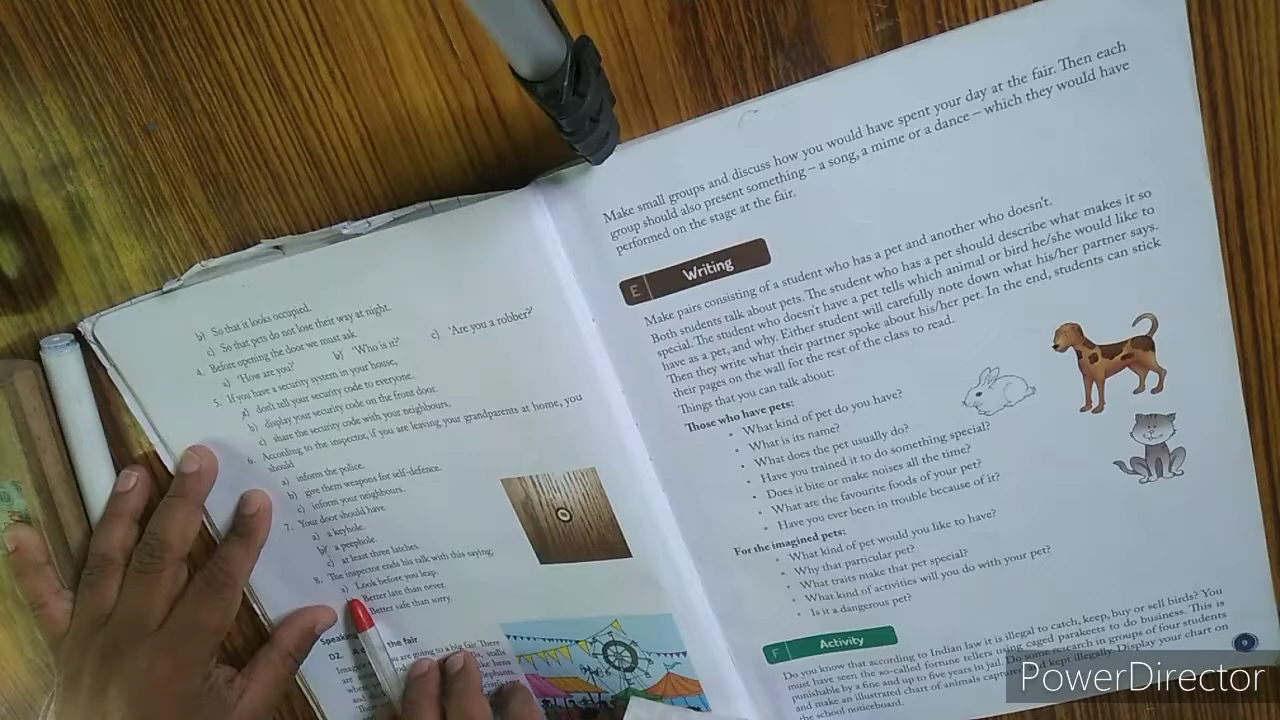 b) So that it looks occupied.
c) So that pen do not lose their way at night.
4. Before opening the door we must ask
a) 'How are you?' b) 'Who is it?' c) 'Are you a robber?'
5. If you have a security system in your house,
a) don't tell your security code to everyone.
b) display your security code on the front door.
c) share the security code with your neighbours.
6. According to the inspector, if you are leaving your grandparents at home, you
should
a) inform the police.
b) give them weapons for self-defence.
c) inform your neighbours.
7. Your door should have
a) a keyhole.
b) a peephole.
c) at least three latches.
8. The inspector ends his talk with this saying:
a) Look before you leap.
Better late than never.
Better safe than sorry.
the fair
are going to a big fair. There
stalls
Make small groups and discuss how you would have spent your day at the fair. Then each
group should also present something – a song, a mime or a dance – which they would have
performed on the stage at the fair.
E Writing
Make pairs consisting of a student who has a pet and another who doesn't.
Both students talk about pets. The student who has a pet should describe what makes it so
special. The student who doesn't have a pet tells which animal or bird he/she would like to
have as a pet, and why. Either student will carefully note down what his/her partner says.
Then they write what their partner spoke about his/her pet. In the end, students can stick
their pages on the wall for the rest of the class to read.
Things that you can talk about:
Those who have pets:
• What kind of pet do you have?
• What is its name?
• What does the pet usually do?
• Have you trained it to do something special?
• Does it bite or make noises all the time?
• What are the favourite foods of your pet?
• Have you ever been in trouble because of it?
For the imagined pets:
• What kind of pet would you like to have?
• Why that particular pet?
• What traits make that pet special?
• What kind of activities will you do with your pet?
• Is it a dangerous pet?
F Activity
Do you know that according to Indian law it is illegal to catch, keep, buy or sell birds? You
must have seen the so-called fortune tellers using caged parakeets to do business. This is
punishable by a fine and up to five years in jail. Do some research in groups of four students
and make an illustrated chart of animals captured and kept illegally. Display your chart on
the school noticeboard.
PowerDirector